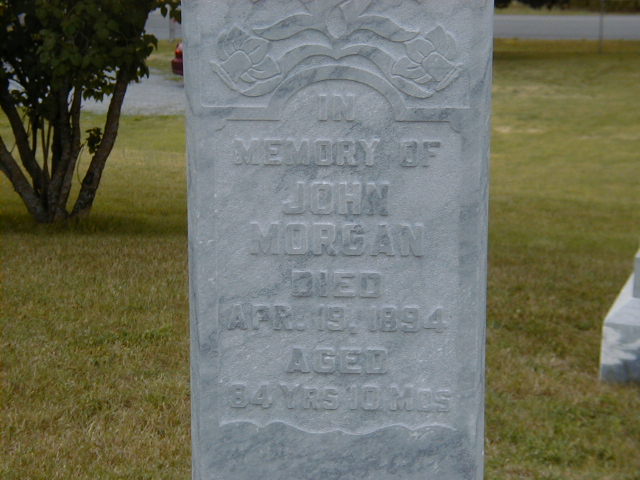 IN
MEMORY OF
JOHN
MORGAN
DIED
APR. 19, 1894
AGED
84 YRS 10 MOS